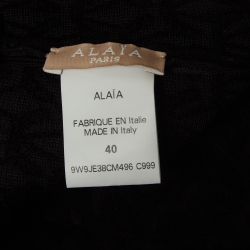 ALAÏA
PARIS
ALAÏA
FABRIQUE EN Italie
MADE IN Italy
40
9W9JE38CM496 C999